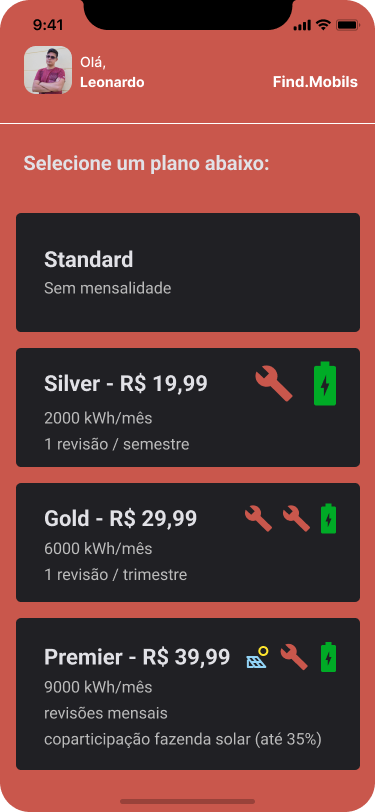 9:41
Olá,
Leonardo
Find.Mobils
Selecione um plano abaixo:
Standard
Sem mensalidade
Silver - R$ 19,99
2000 kWh/mês
1 revisão / semestre
Gold - R$ 29,99
6000 kWh/mês
1 revisão / trimestre
Premier - R$ 39,99
9000 kWh/mês
revisões mensais
coparticipação fazenda solar (até 35%)